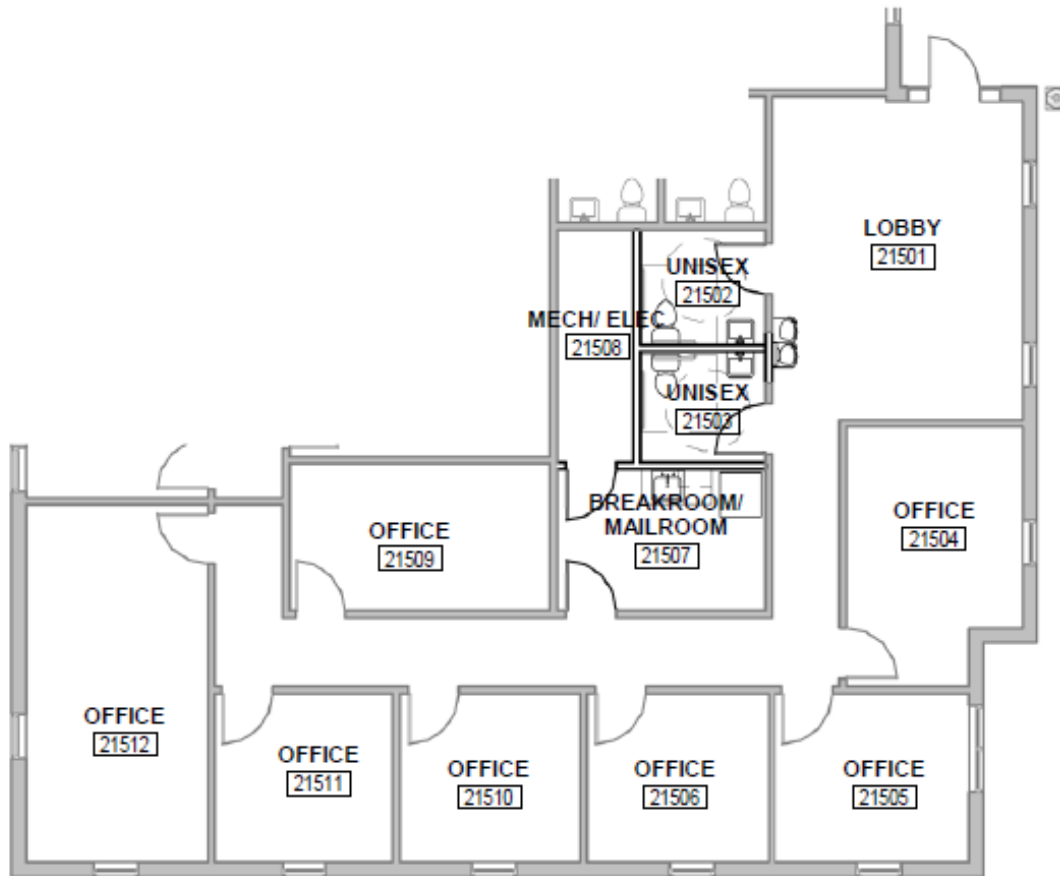 LOBBY
21501
UNISEX
21502
MECH/ ELEC
21508
UNISEX
21503
BREAKROOM/
MAILROOM
21507
OFFICE
21504
OFFICE
21509
OFFICE
21512
OFFICE
21511
OFFICE
21510
OFFICE
21506
OFFICE
21505